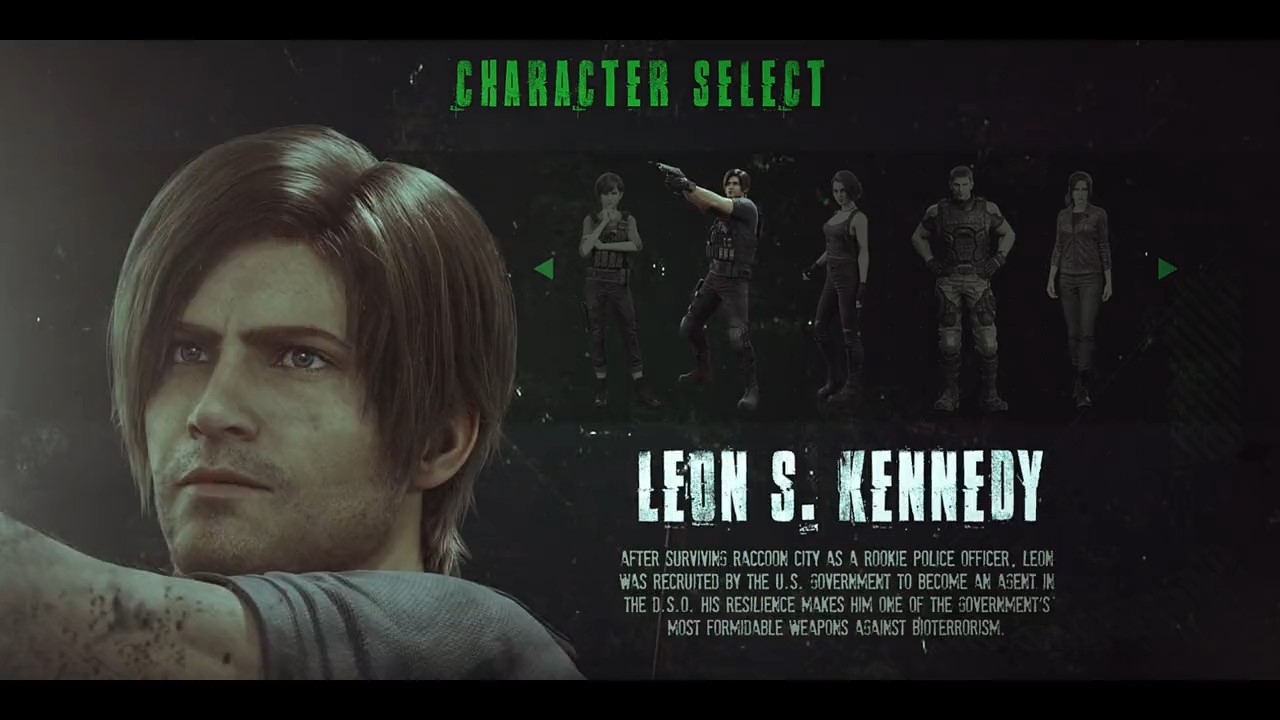 CHARACTER SELECT
LEON S. KENNEDY
AFTER SURVIVING RACCOON CITY AS A ROOKIE POLICE OFFICER, LEON
WAS RECRUITED BY THE U.S. GOVERNMENT TO BECOME AN AGENT IN
THE D.S.O. HIS RESILIENCE MAKES HIM ONE OF THE GOVERNMENT'S
MOST FORMIDABLE WEAPONS AGAINST BIOTERRORISM.